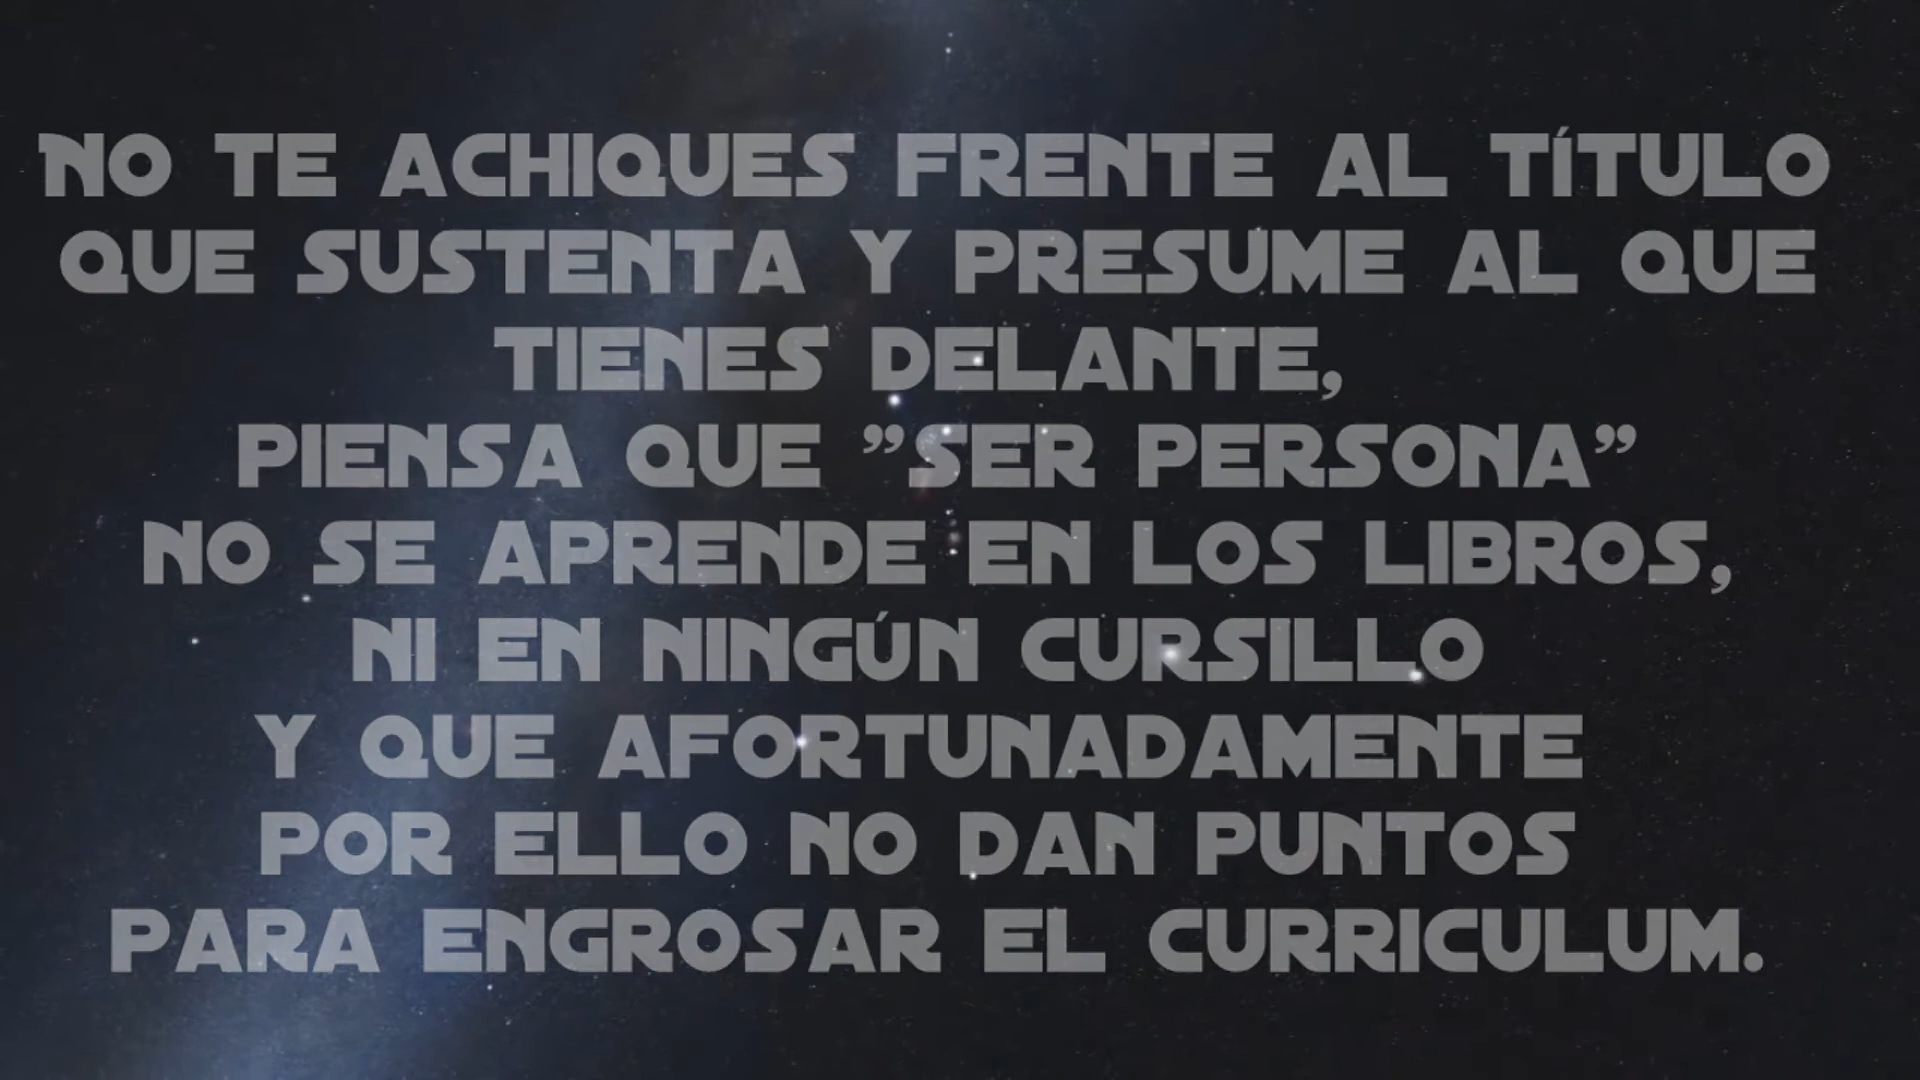 NO TE ACHIQUES FRENTE AL TÍTULO
QUE SUSTENTA Y PRESUME AL QUE
TIENES DELANTE,
PIENSA QUE ”SER PERSONA”
NO SE APRENDE EN LOS LIBROS,
NI EN NINGÚN CURSILLO
Y QUE AFORTUNADAMENTE
POR ELLO NO DAN PUNTOS
PARA ENGROSAR EL CURRICULUM.